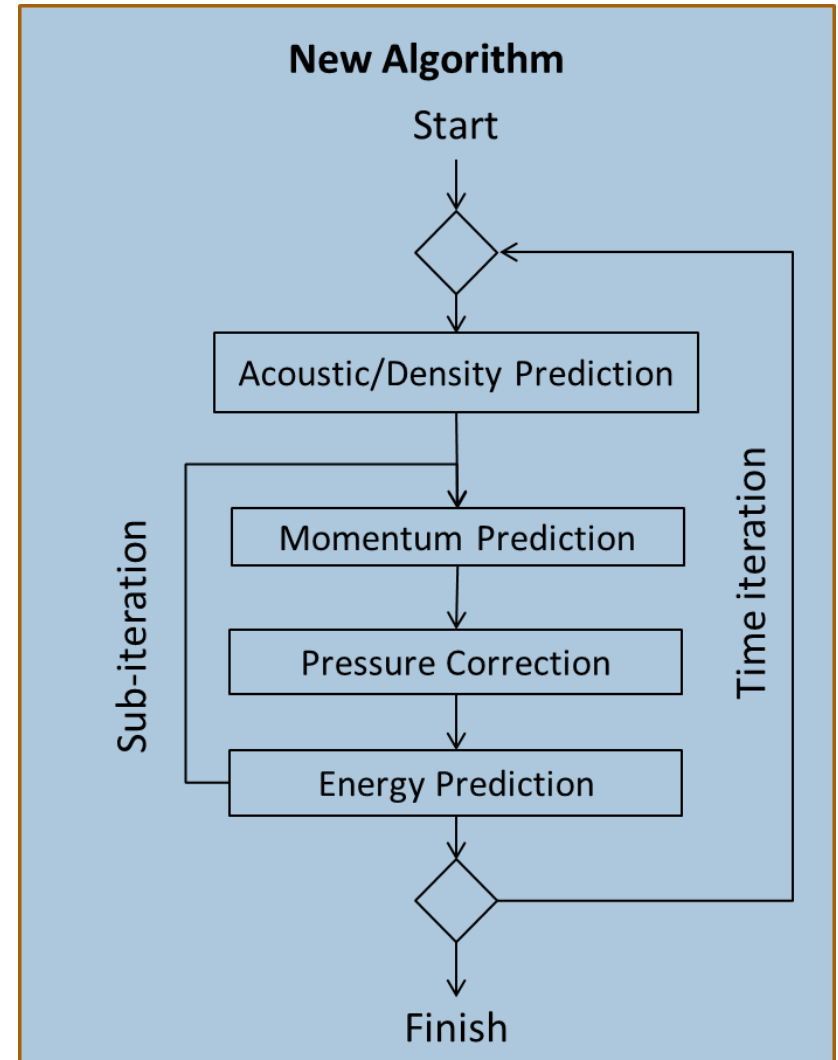 New Algorithm
Start
Acoustic/Density Prediction
Momentum Prediction
Pressure Correction
Energy Prediction
Sub-iteration
Time iteration
Finish